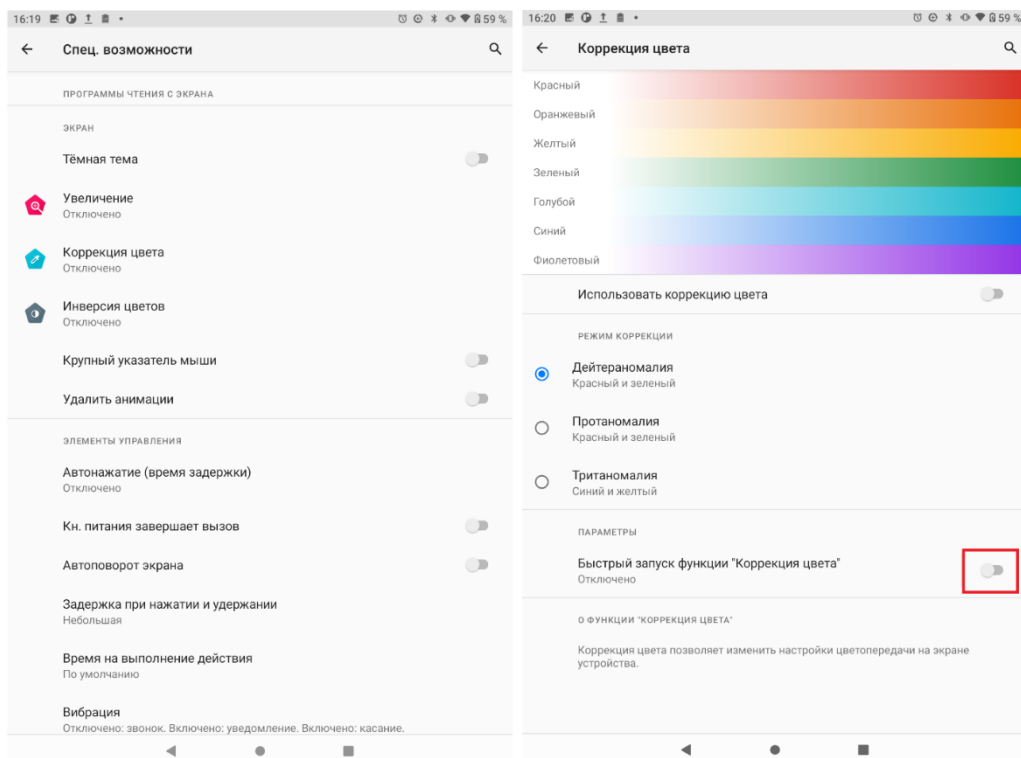 16:19
59 %
Спец. возможности
ПРОГРАММЫ ЧТЕНИЯ С ЭКРАНА
ЭКРАН
Тёмная тема
Увеличение
Отключено
Коррекция цвета
Отключено
Инверсия цветов
Отключено
Крупный указатель мыши
Удалить анимации
ЭЛЕМЕНТЫ УПРАВЛЕНИЯ
Автонажатие (время задержки)
Отключено
Кн. питания завершает вызов
Автоповорот экрана
Задержка при нажатии и удержании
Небольшая
Время на выполнение действия
По умолчанию
Вибрация
Отключено: звонок. Включено: уведомление. Включено: касание.
16:20
59 %
Коррекция цвета
Красный
Оранжевый
Желтый
Зеленый
Голубой
Синий
Фиолетовый
Использовать коррекцию цвета
РЕЖИМ КОРРЕКЦИИ
Дейтераномалия
Красный и зеленый
Протаномалия
Красный и зеленый
Тританомалия
Синий и желтый
ПАРАМЕТРЫ
Быстрый запуск функции "Коррекция цвета"
Отключено
О ФУНКЦИИ "КОРРЕКЦИЯ ЦВЕТА"
Коррекция цвета позволяет изменить настройки цветопередачи на экране
устройства.